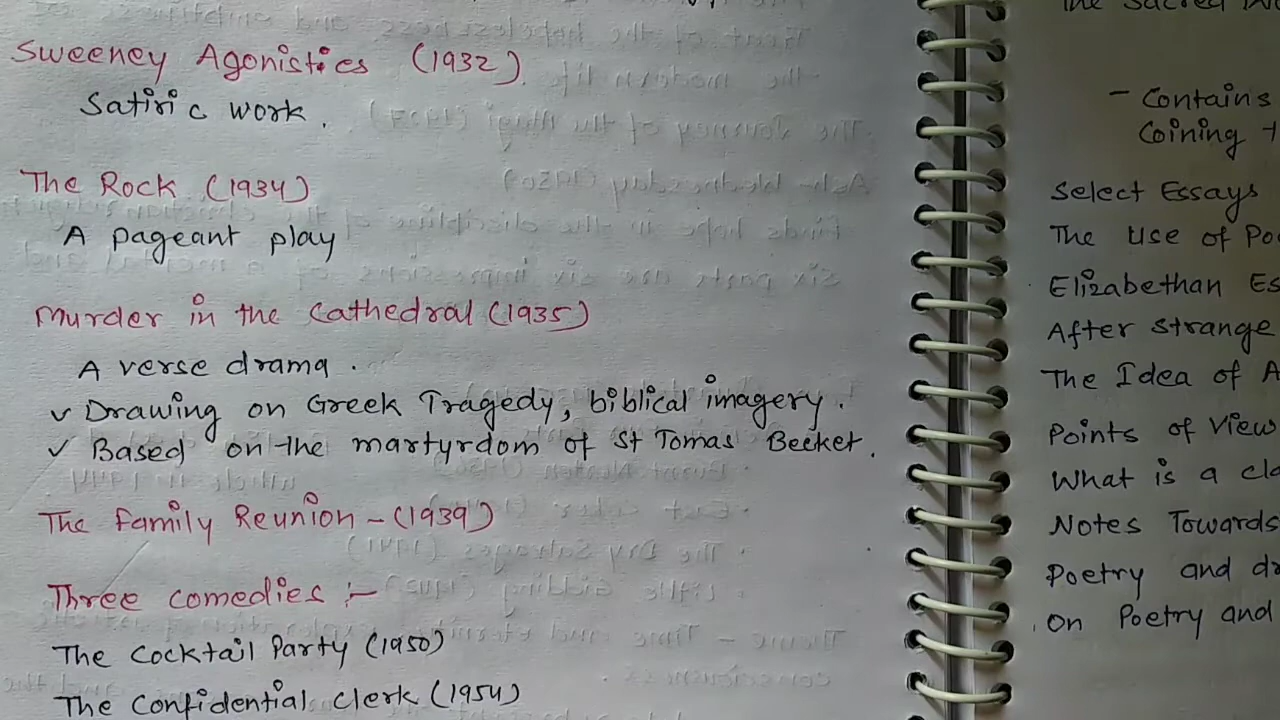 Sweeney Agonistics (1932)
Satiric work.
The Rock (1934)
A pageant play
Murder in the Cathedral (1935)
A verse drama.
✓ Drawing on Greek Tragedy, biblical imagery.
✓ Based on the martyrdom of St Tomas Becket.
The Family Reunion - (1939)
Three comedies :-
The Cocktail Party (1950)
The Confidential Clerk (1954)
The Sacred
- Contains
Coining
Select Essays
The Use of
Elizabethan
After Strange
The Idea of A
Points of View
What is a
Notes Towards
Poetry and
On Poetry and